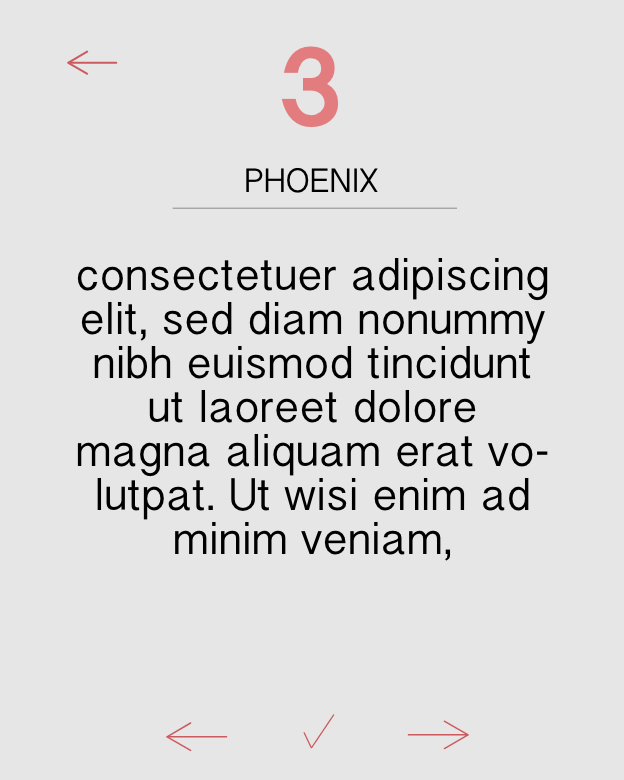 3
PHOENIX
consectetuer adipiscing
elit, sed diam nonummy
nibh euismod tincidunt
ut laoreet dolore
magna aliquam erat vo-
lutpat. Ut wisi enim ad
minim veniam,